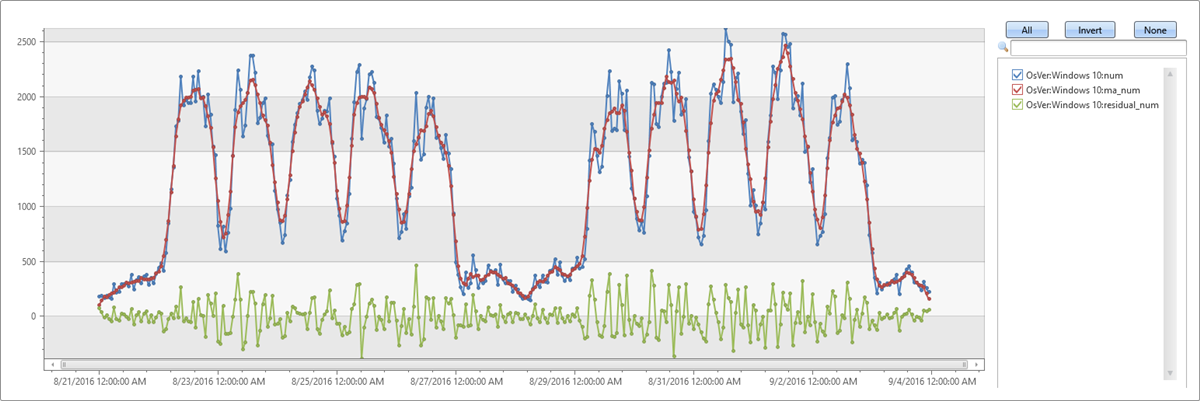 All Invert None
2500
2000
1500
1000
500
0
OsVer:Windows 10:num
OsVer:Windows 10:ma_num
OsVer:Windows 10:residual_num
8/21/2016 12:00:00 AM 8/23/2016 12:00:00 AM 8/25/2016 12:00:00 AM 8/27/2016 12:00:00 AM 8/29/2016 12:00:00 AM 8/31/2016 12:00:00 AM 9/2/2016 12:00:00 AM 9/4/2016 12:00:00 AM